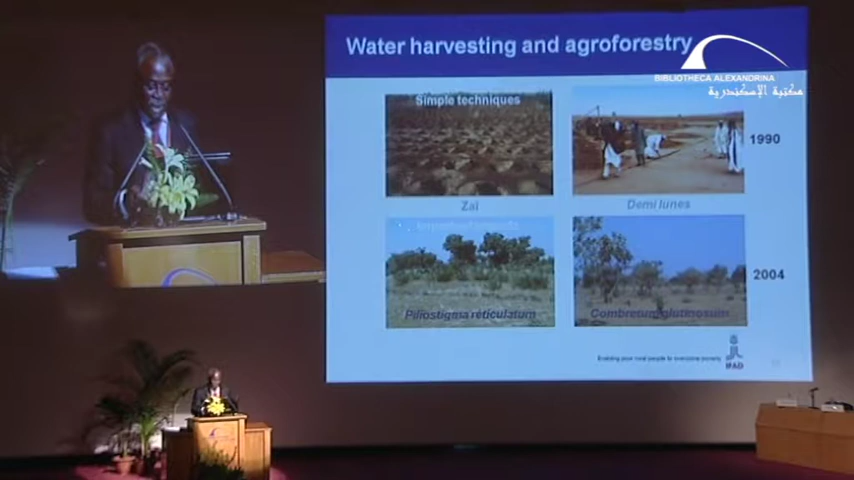 Water harvesting and agroforestry
BIBLIOTHECA ALEXANDRINA
مكتبة الإسكندرية
Simple techniques
1990
Zaï
Demi lunes
2004
Piliostigma reticulatum
Combretum glutinosum
Enabling poor rural people to overcome poverty
IFAD